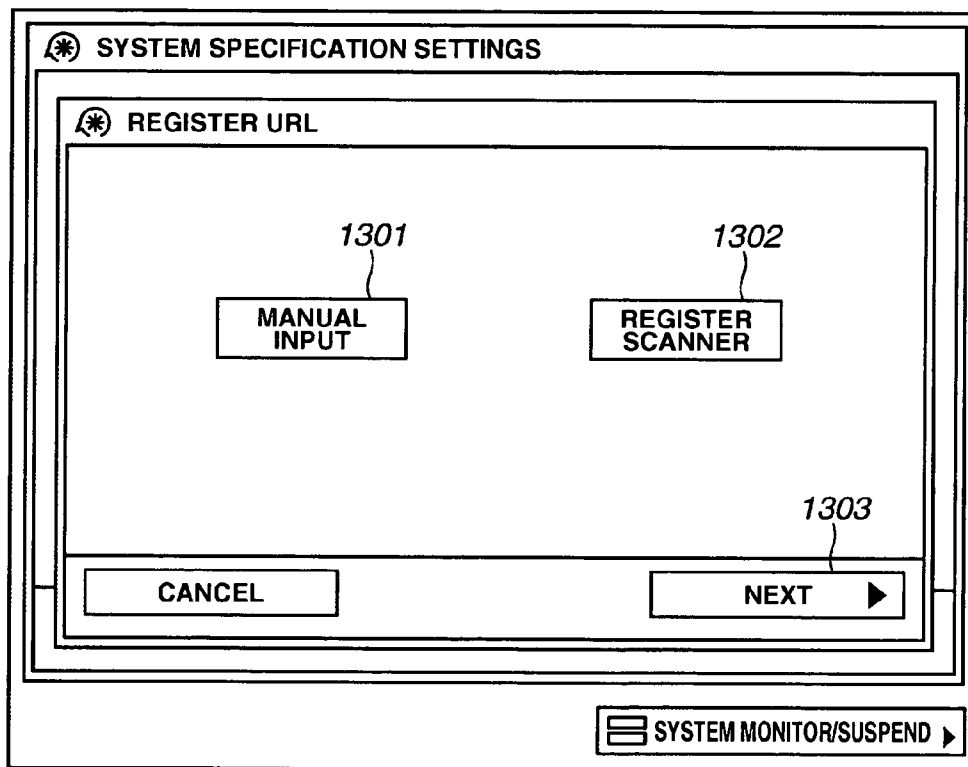 SYSTEM SPECIFICATION SETTINGS
REGISTER URL
1301
1302
MANUAL
INPUT
REGISTER
SCANNER
1303
CANCEL
NEXT
SYSTEM MONITOR/SUSPEND